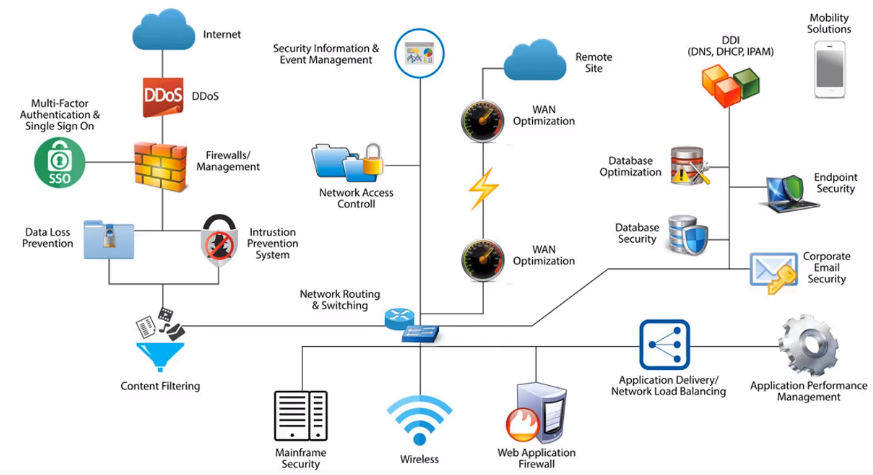 Internet
DDoS
DDoS
Multi-Factor
Authentication &
Single Sign On
SSO
Firewalls/
Management
Data Loss
Prevention
Intrustion
Prevention
System
Content Filtering
Security Information &
Event Management
Network Access
Controll
Network Routing
& Switching
Remote
Site
WAN
Optimization
WAN
Optimization
DDI
(DNS, DHCP, IPAM)
Mobility
Solutions
Database
Optimization
Endpoint
Security
Database
Security
Corporate
Email
Security
Mainframe
Security
Wireless
Web Application
Firewall
Application Delivery/
Network Load Balancing
Application Performance
Management